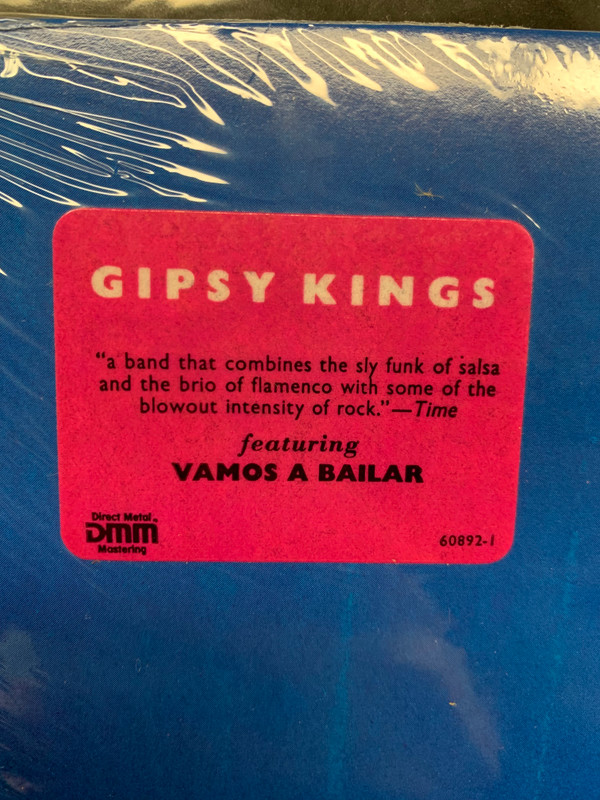 GIPSY KINGS
“a band that combines the sly funk of salsa
and the brio of flamenco with some of the
blowout intensity of rock.”—Time
featuring
VAMOS A BAILAR
Direct Metal™
DMM
Mastering
60892-1